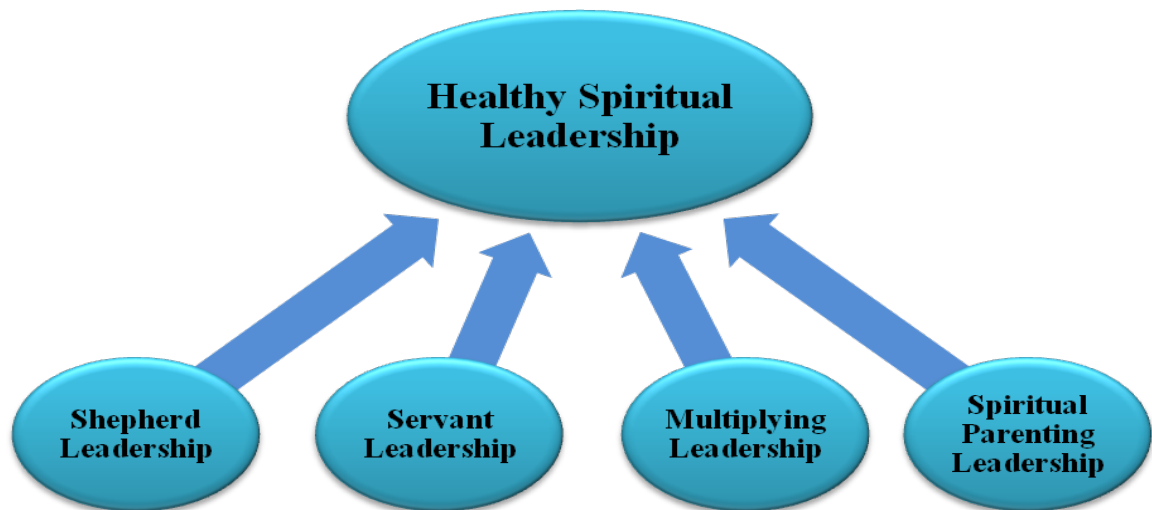 Healthy Spiritual
Leadership
Shepherd
Leadership
Servant
Leadership
Multiplying
Leadership
Spiritual
Parenting
Leadership